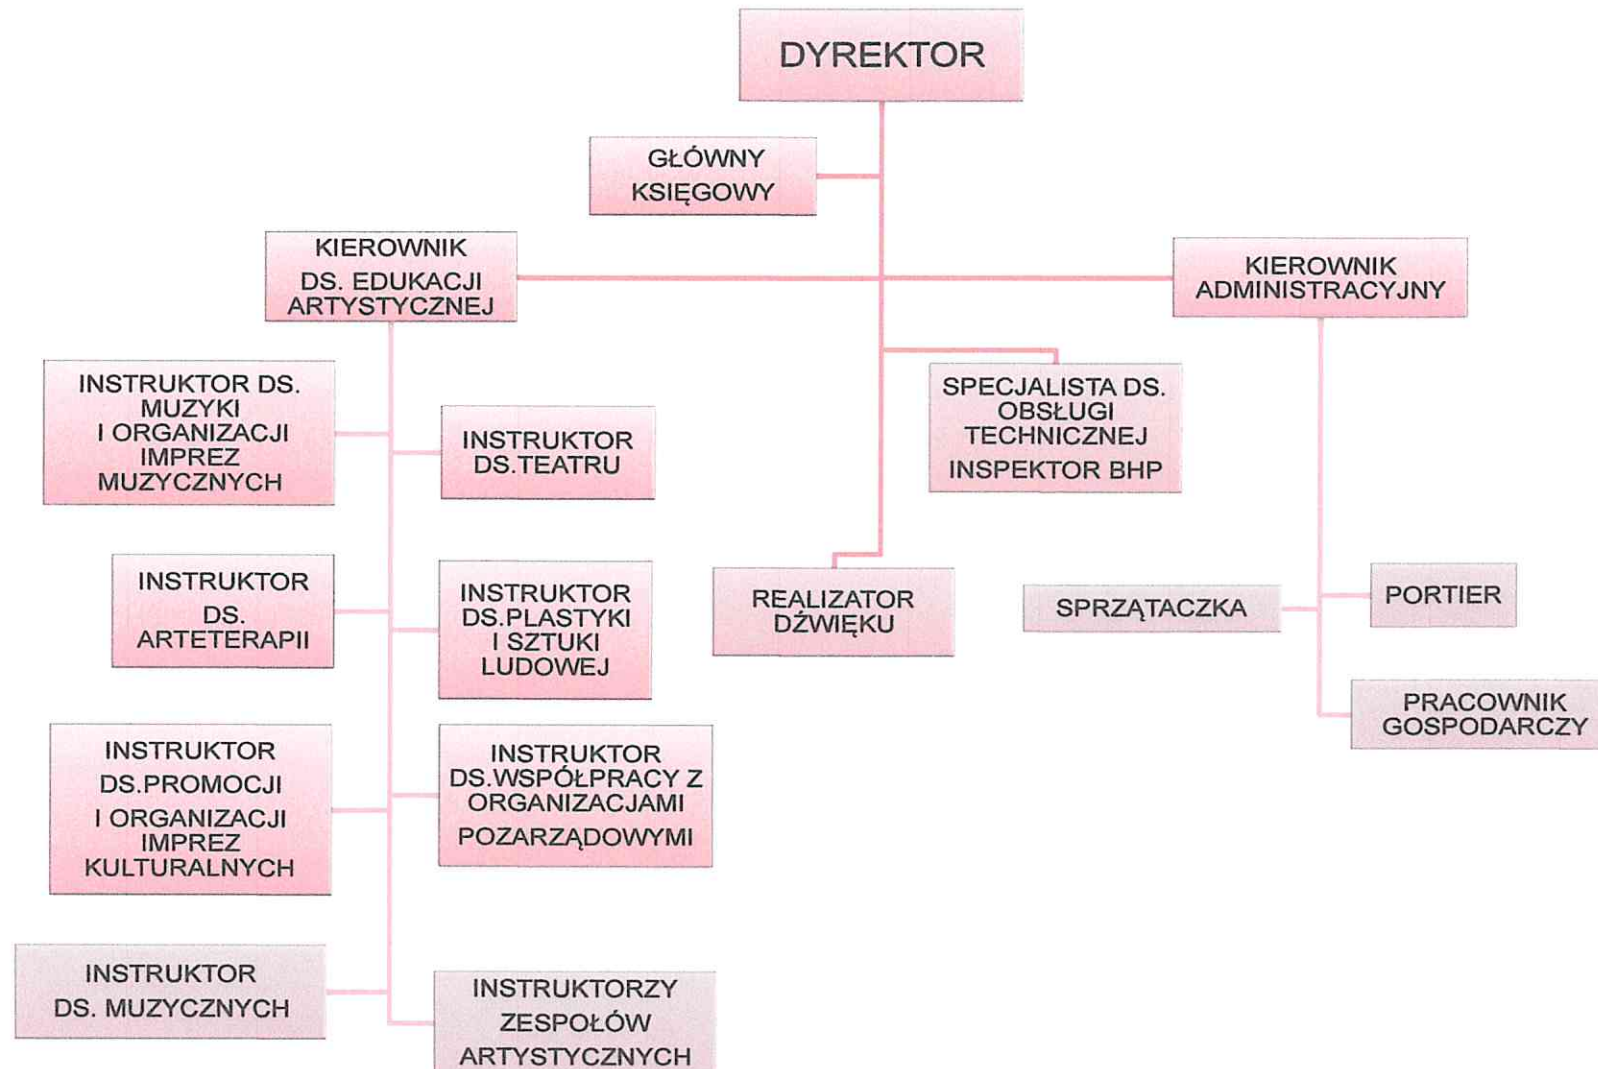 DYREKTOR
GŁÓWNY
KSIĘGOWY
KIEROWNIK
DS. EDUKACJI
ARTYSTYCZNEJ
KIEROWNIK
ADMINISTRACYJNY
INSTRUKTOR DS.
MUZYKI
I ORGANIZACJI
IMPREZ
MUZYCZNYCH
INSTRUKTOR
DS.TEATRU
SPECJALISTA DS.
OBSŁUGI
TECHNICZNEJ
INSPEKTOR BHP
INSTRUKTOR
DS.
ARTETERAPII
INSTRUKTOR
DS.PLASTYKI
I SZTUKI
LUDOWEJ
REALIZATOR
DŹWIĘKU
SPRZĄTACZKA
PORTIER
PRACOWNIK
GOSPODARCZY
INSTRUKTOR
DS.PROMOCJI
I ORGANIZACJI
IMPREZ
KULTURALNYCH
INSTRUKTOR
DS.WSPÓŁPRACY Z
ORGANIZACJAMI
POZARZĄDOWYMI
INSTRUKTOR
DS. MUZYCZNYCH
INSTRUKTORZY
ZESPOŁÓW
ARTYSTYCZNYCH